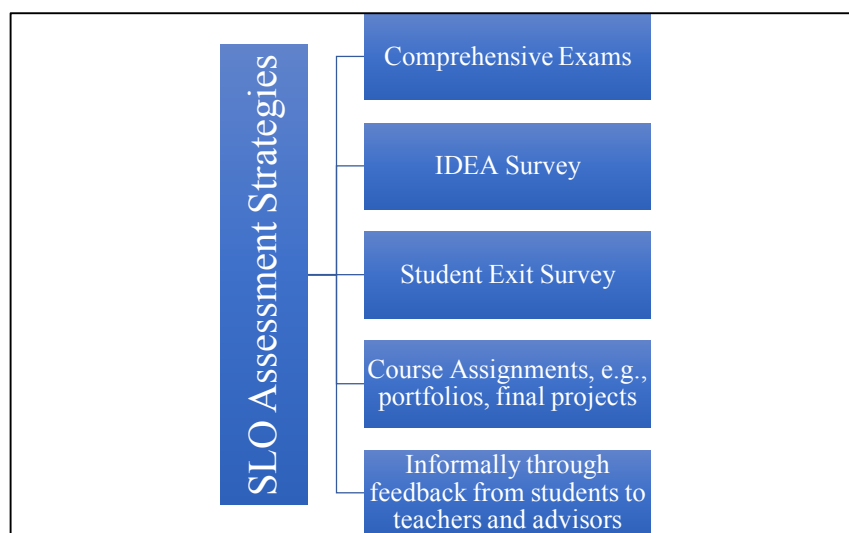 SLO Assessment Strategies
Comprehensive Exams
IDEA Survey
Student Exit Survey
Course Assignments, e.g.,
portfolios, final projects
Informally through
feedback from students to
teachers and advisors